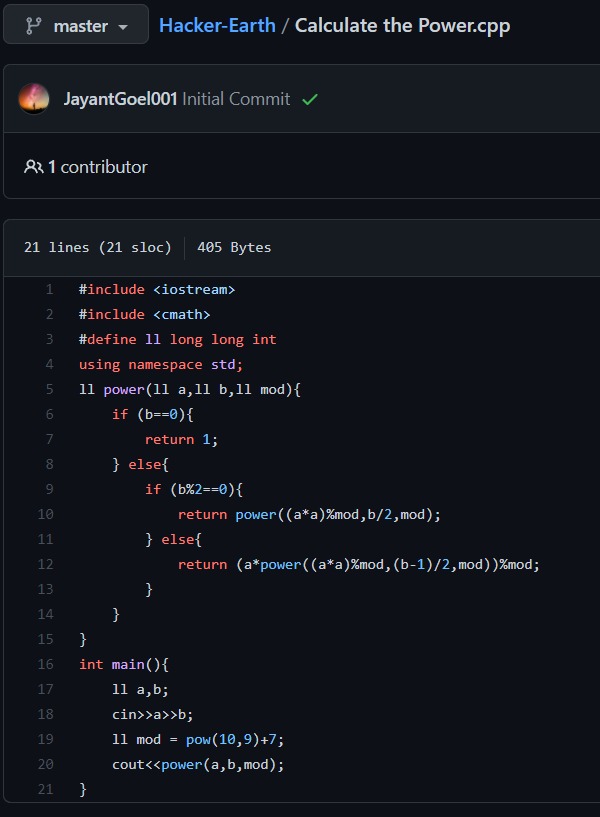 master Hacker-Earth / Calculate the Power.cpp
JayantGoel001 Initial Commit
1 contributor
21 lines (21 sloc) 405 Bytes
1 #include <iostream>
2 #include <cmath>
3 #define ll long long int
4 using namespace std;
5 ll power(ll a,ll b,ll mod){
6     if (b==0){
7         return 1;
8     } else{
9         if (b%2==0){
10             return power((a*a)%mod,b/2,mod);
11         } else{
12             return (a*power((a*a)%mod,(b-1)/2,mod))%mod;
13         }
14     }
15 }
16 int main(){
17     ll a,b;
18     cin>>a>>b;
19     ll mod = pow(10,9)+7;
20     cout<<power(a,b,mod);
21 }